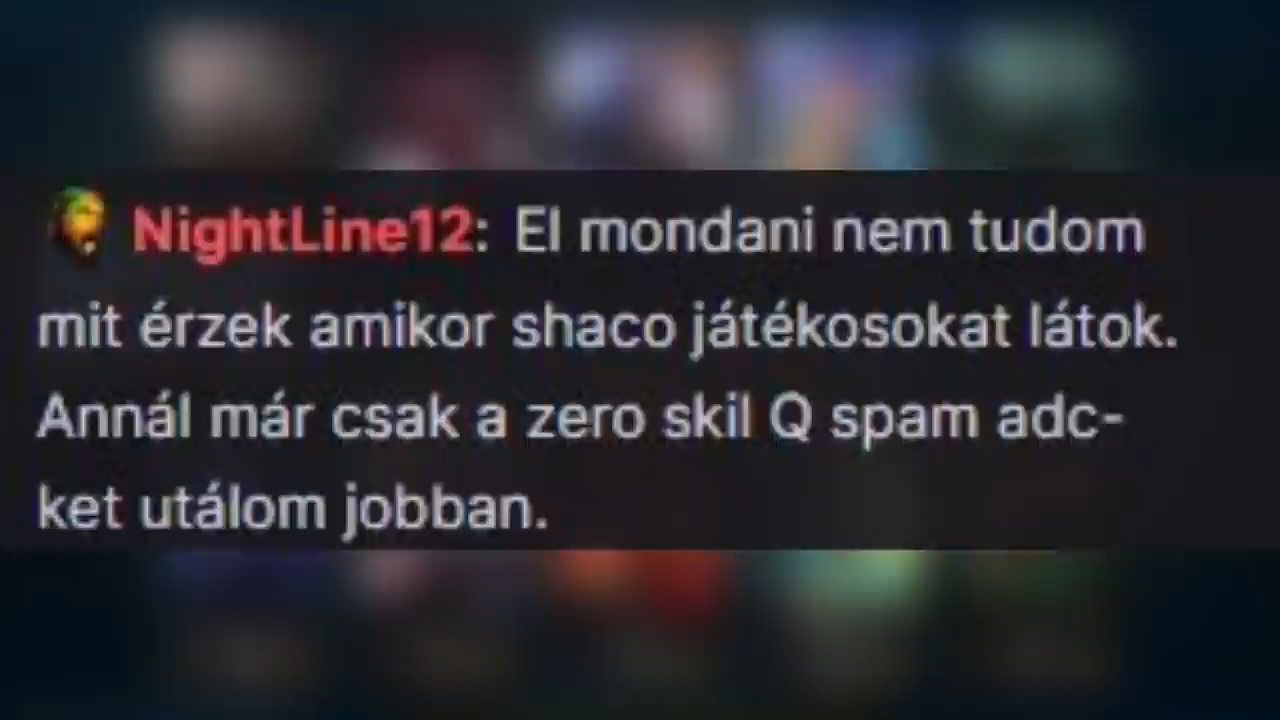 NightLine12: El mondani nem tudom
mit érzek amikor shaco játékosokat látok.
Annál már csak a zero skil Q spam adc-
ket utálom jobban.